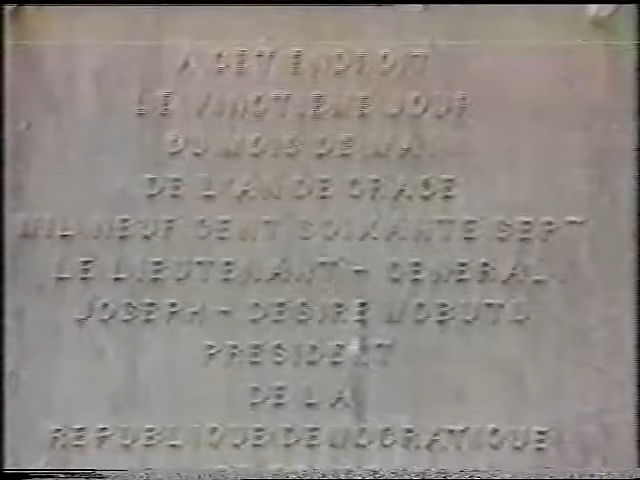 A CET ENDROIT
LE VINGTIEME JOUR
DU MOIS DE MAI
DE L'AN DE GRACE
MIL NEUF CENT SOIXANTE SEPT
LE LIEUTENANT - GENERAL
JOSEPH - DESIRE MOBUTU
PRESIDENT
DE LA
REPUBLIQUE DEMOCRATIQUE